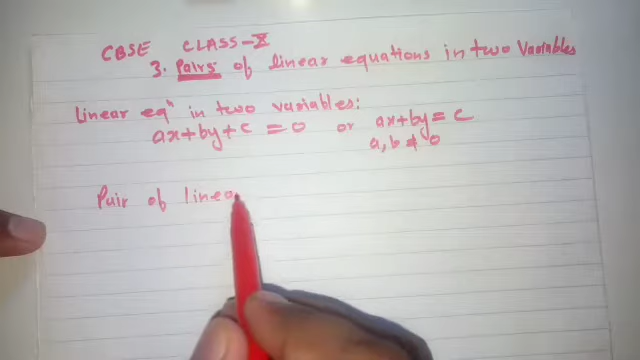 CBSE CLASS-X
3. Pairs of linear equations in two Variables
Linear eqⁿ in two variables:
ax+by+c = 0 or ax+by = c
a, b ≠ 0
Pair of linea